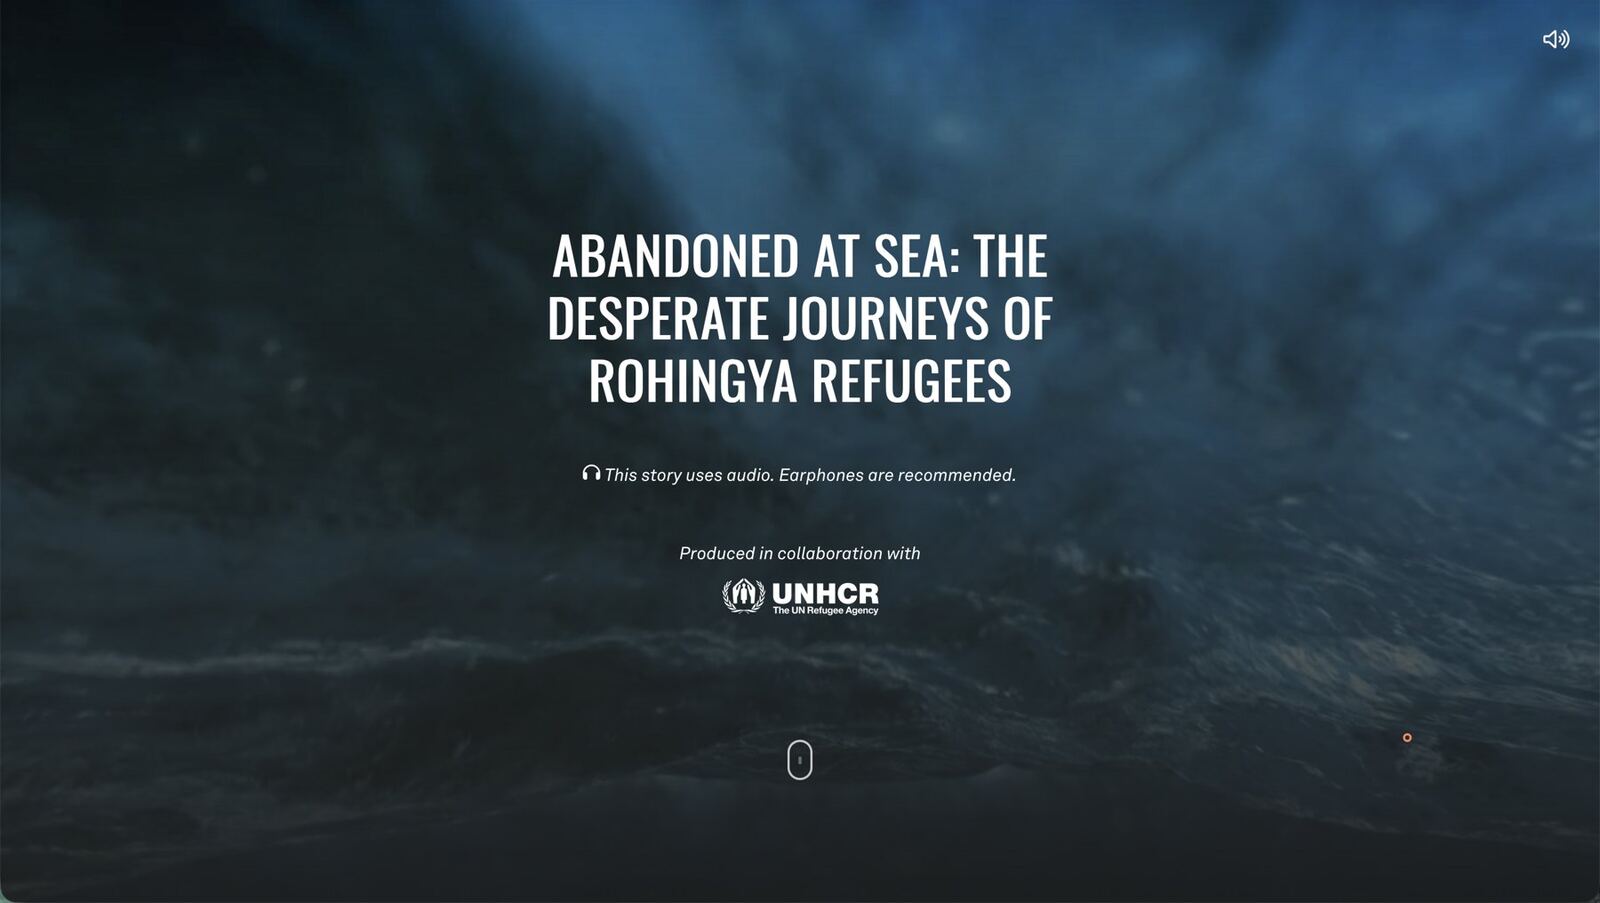 ABANDONED AT SEA: THE
DESPERATE JOURNEYS OF
ROHINGYA REFUGEES
This story uses audio. Earphones are recommended.
Produced in collaboration with
UNHCR
The UN Refugee Agency